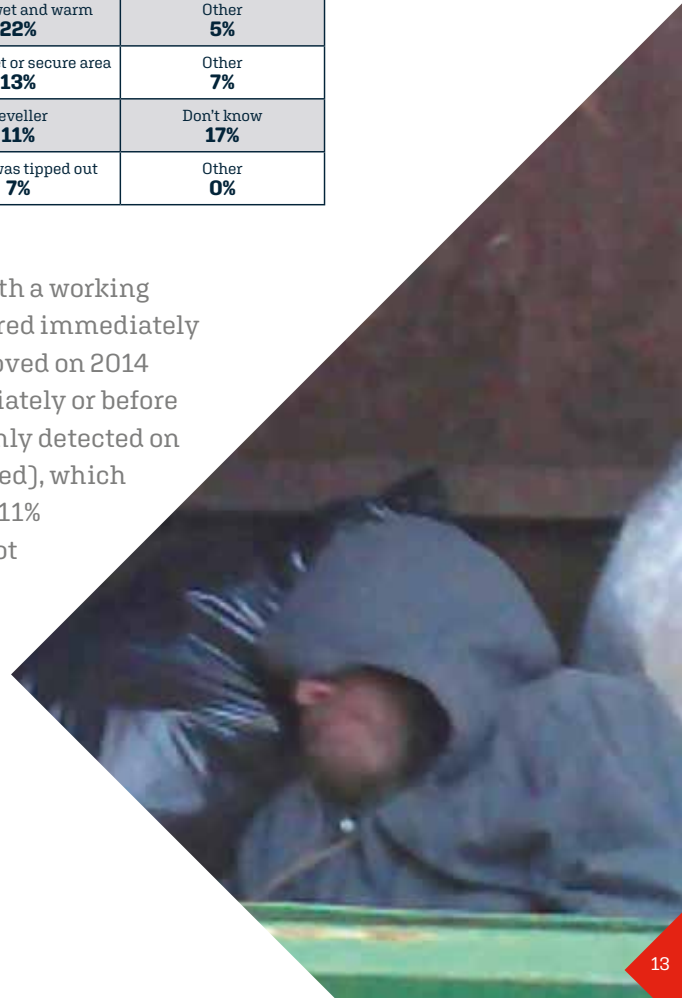 wet and warm
22%
Other
5%
et or secure area
13%
Other
7%
eveller
11%
Don't know
17%
was tipped out
7%
Other
0%
th a working
red immediately
oved on 2014
iately or before
nly detected on
ed), which
11%
ot
13